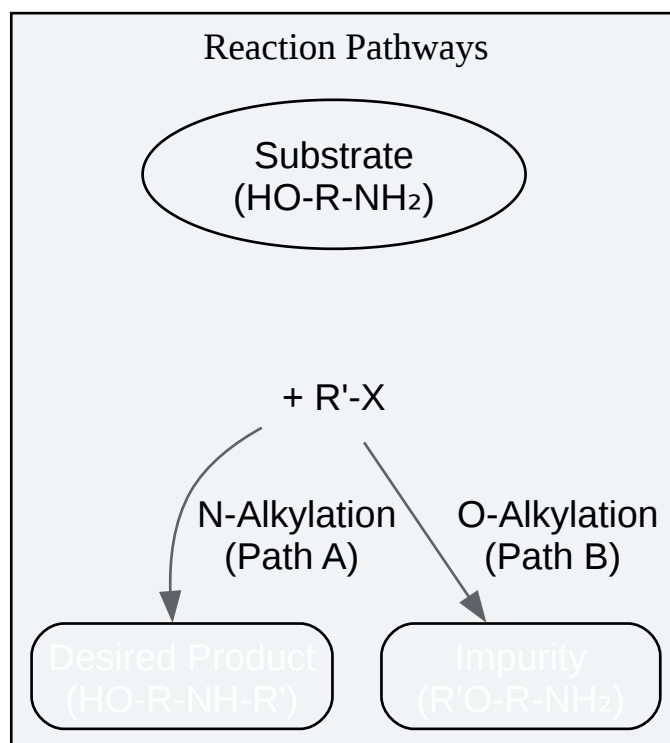 Reaction Pathways
Substrate
(HO-R-NH₂)
+ R'-X
N-Alkylation
(Path A)
O-Alkylation
(Path B)
Desired Product
(HO-R-NH-R')
Impurity
(R'O-R-NH₂)